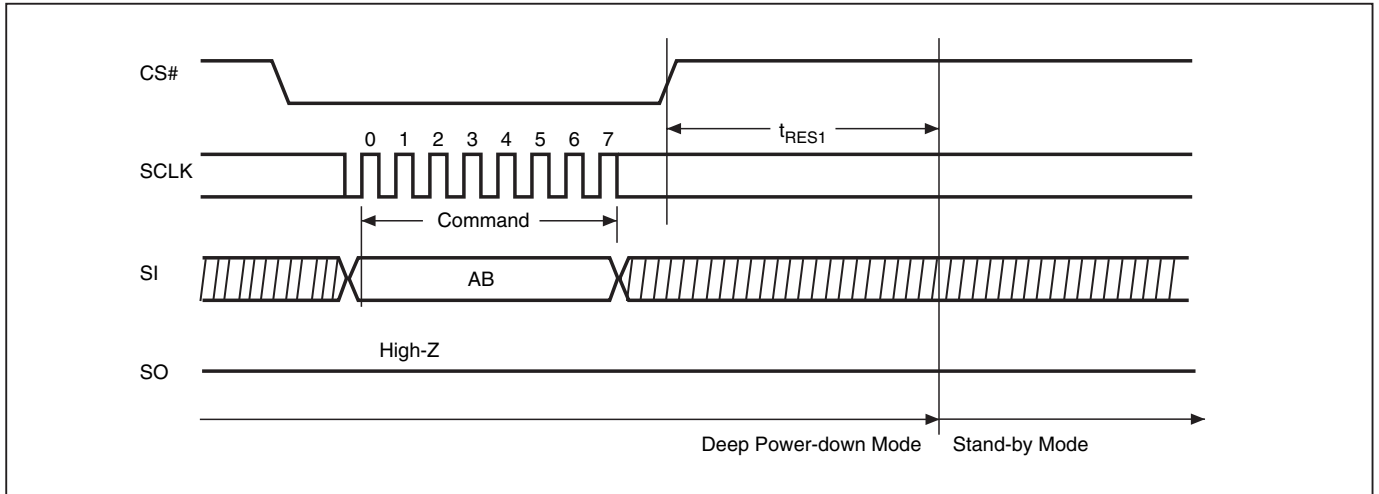 CS#
t_RES1
0 1 2 3 4 5 6 7
SCLK
Command
SI
AB
High-Z
SO
Deep Power-down Mode Stand-by Mode